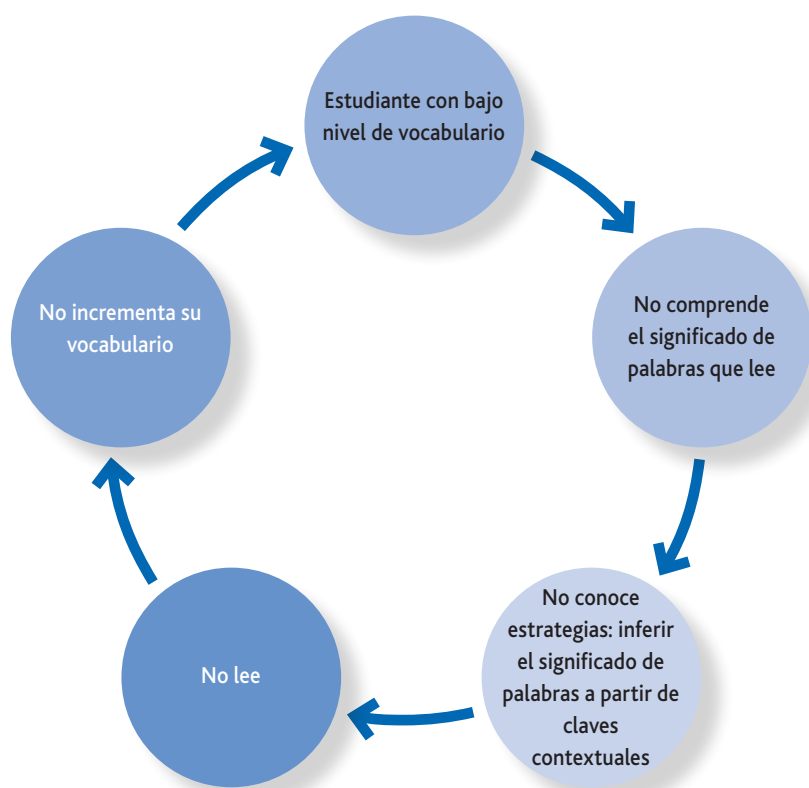 Estudiante con bajo
nivel de vocabulario
No comprende
el significado de
palabras que lee
No conoce
estrategias: inferir
el significado de
palabras a partir de
claves
contextuales
No lee
No incrementa su
vocabulario